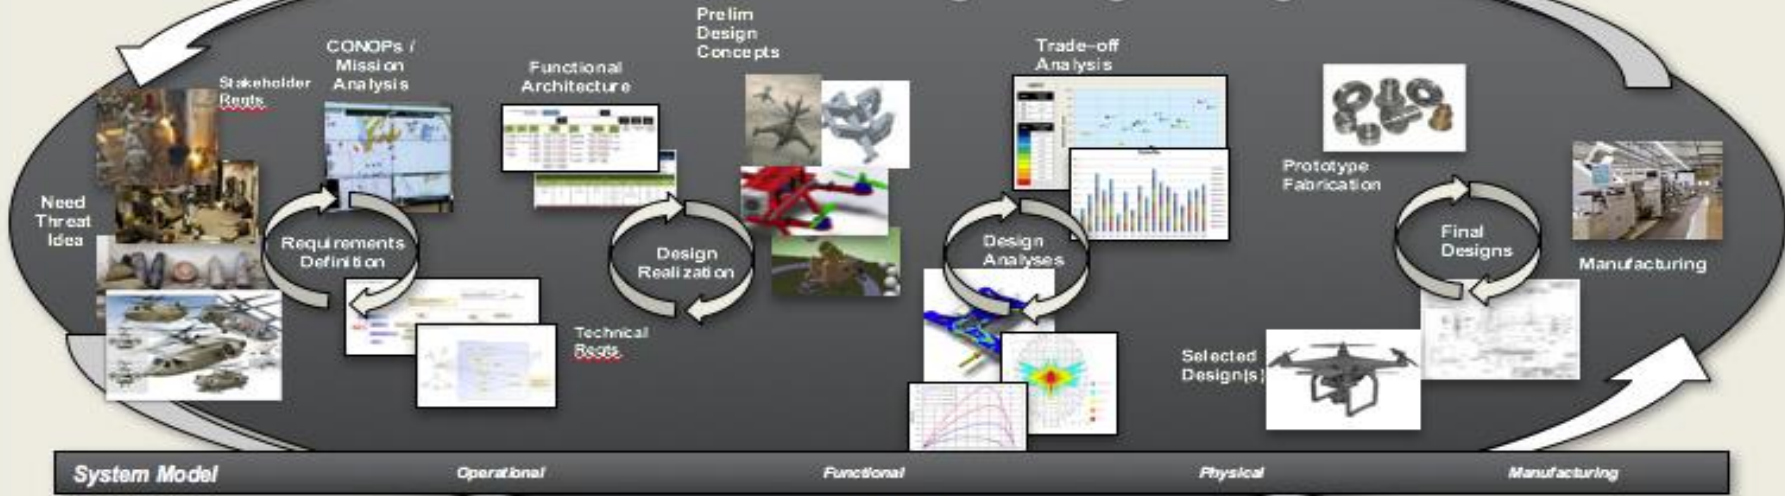 Prelim
Design
Concepts
CONOPs /
Mission
Analysis
Stakeholder
Reqts.
Functional
Architecture
Trade-off
Analysis
Need
Threat
Idea
Requirements
Definition
Design
Realization
Design
Analyses
Prototype
Fabrication
Final
Designs
Manufacturing
Technical
Reqts.
Selected
Design(s)
System Model
Operational
Functional
Physical
Manufacturing